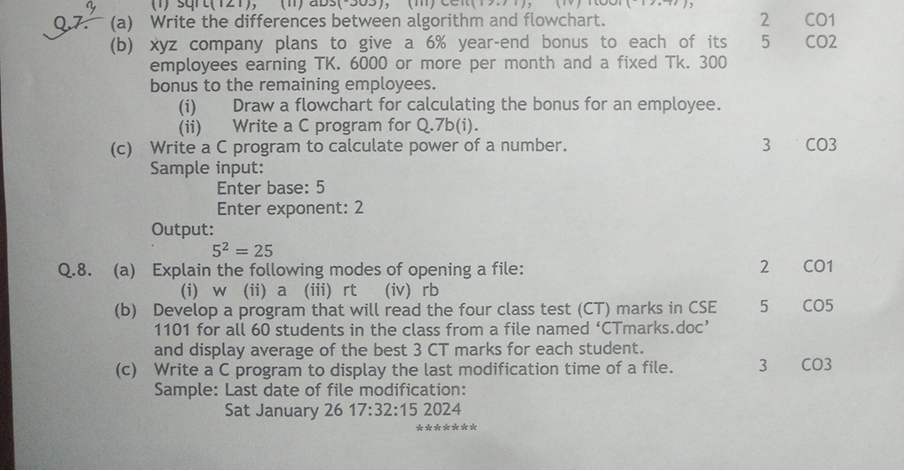 (i) sqrt(121), (ii) abs(-305), (iii) ceil(19.71), (iv) floor(-19.47),
Q.7. (a) Write the differences between algorithm and flowchart. 2 CO1
(b) xyz company plans to give a 6% year-end bonus to each of its 5 CO2
employees earning TK. 6000 or more per month and a fixed Tk. 300
bonus to the remaining employees.
(i) Draw a flowchart for calculating the bonus for an employee.
(ii) Write a C program for Q.7b(i).
(c) Write a C program to calculate power of a number. 3 CO3
Sample input:
Enter base: 5
Enter exponent: 2
Output:
5² = 25
Q.8. (a) Explain the following modes of opening a file: 2 CO1
(i) w (ii) a (iii) rt (iv) rb
(b) Develop a program that will read the four class test (CT) marks in CSE 5 CO5
1101 for all 60 students in the class from a file named ‘CTmarks.doc’
and display average of the best 3 CT marks for each student.
(c) Write a C program to display the last modification time of a file. 3 CO3
Sample: Last date of file modification:
Sat January 26 17:32:15 2024
*******